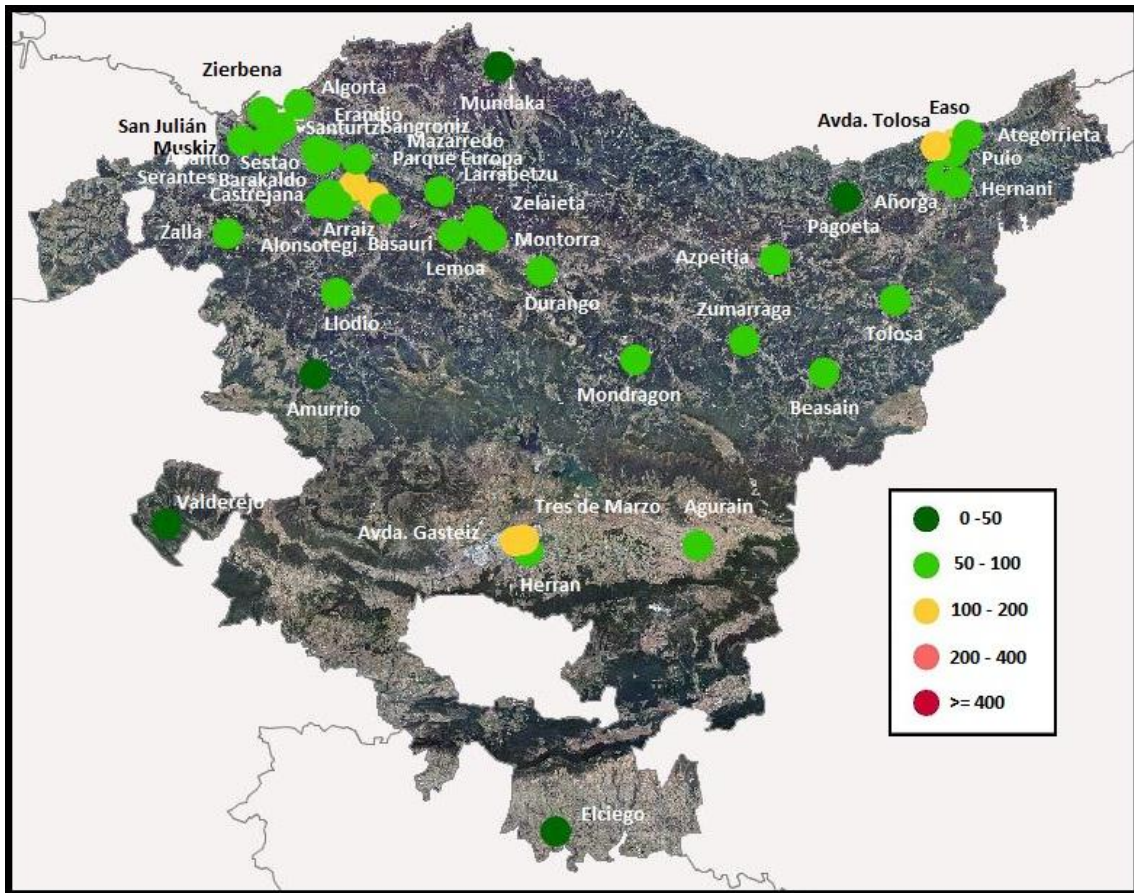 Zierbena
Algorta
Mundaka
Erandio
San Julián
Muskiz
Santurtzi
Sangroniz
Mazarredo
Abanto
Sestao
Parque Europa
Serantes
Barakaldo
Larrabetzu
Castrejana
Zelaieta
Zalla
Arraiz
Alonsotegi
Basauri
Montorra
Lemoa
Durango
Llodio
Amurrio
Avda. Tolosa
Easo
Ategorrieta
Puio
Hernani
Añorga
Pagoeta
Azpeitia
Zumarraga
Tolosa
Mondragon
Beasain
Valderejo
Tres de Marzo
Agurain
Avda. Gasteiz
Herran
Elciego
0 -50
50 - 100
100 - 200
200 - 400
>= 400